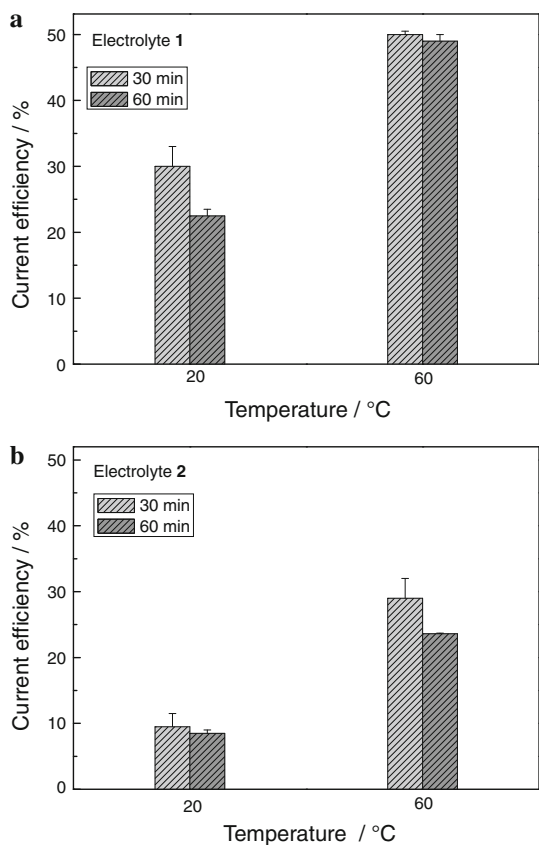 a
Electrolyte 1
30 min
60 min
Current efficiency / %
50
40
30
20
10
0
20
60
Temperature / °C
b
Electrolyte 2
30 min
60 min
Current efficiency / %
50
40
30
20
10
0
20
60
Temperature / °C